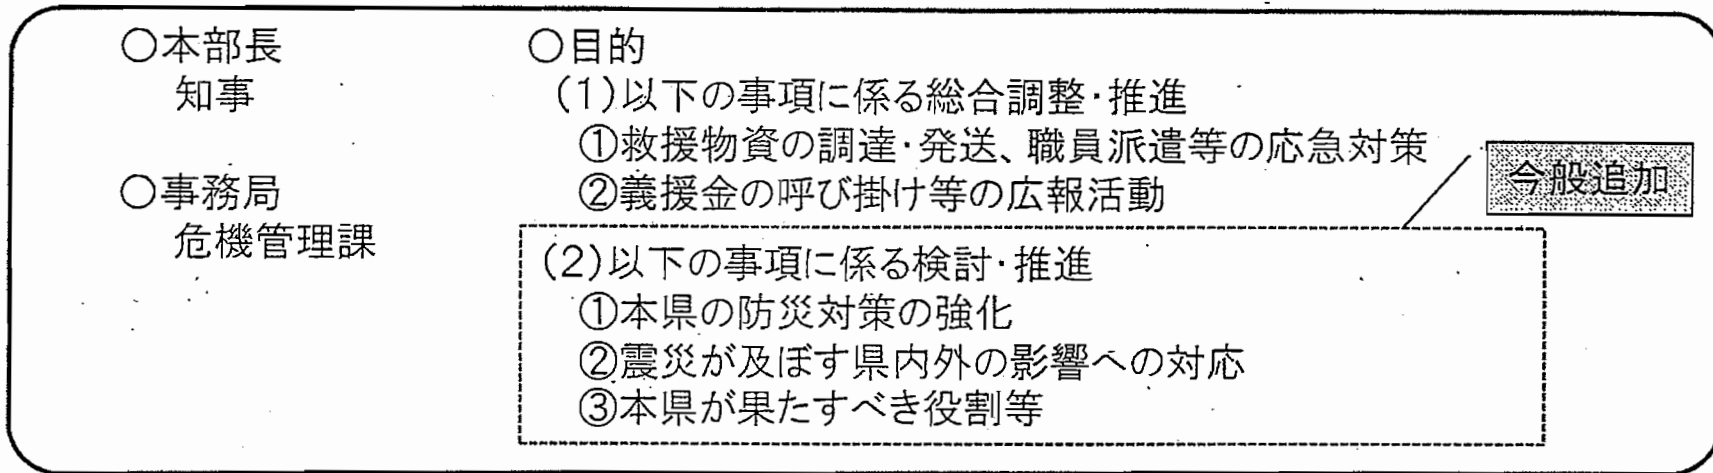 ○本部長
知事
○事務局
危機管理課
○目的
(1)以下の事項に係る総合調整・推進
①救援物資の調達・発送、職員派遣等の応急対策
②義援金の呼び掛け等の広報活動
今般追加
(2)以下の事項に係る検討・推進
①本県の防災対策の強化
②震災が及ぼす県内外の影響への対応
③本県が果たすべき役割等